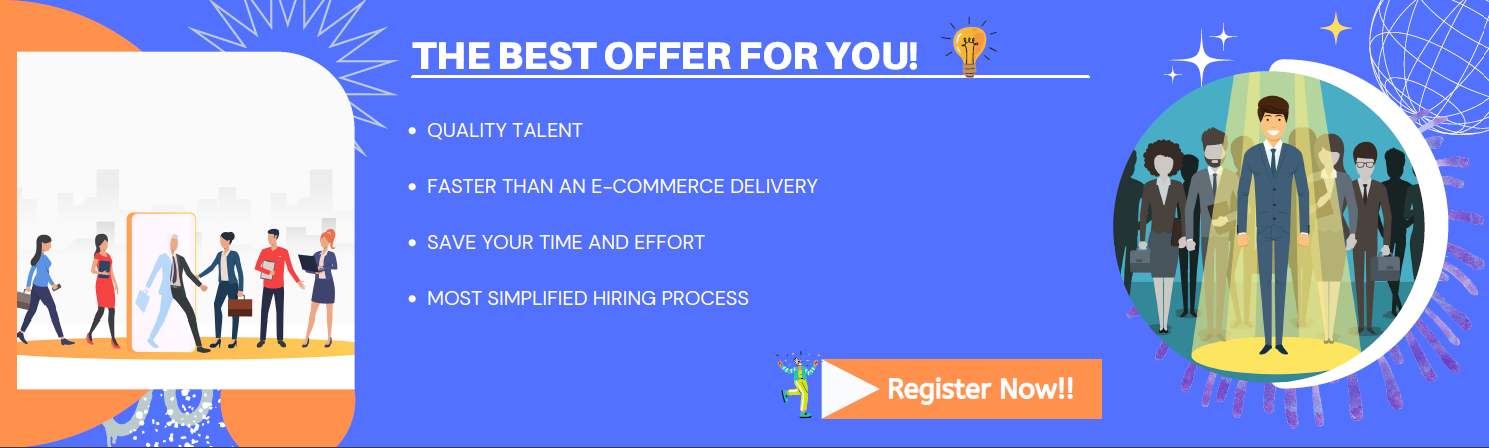 THE BEST OFFER FOR YOU!
QUALITY TALENT
FASTER THAN AN E-COMMERCE DELIVERY
SAVE YOUR TIME AND EFFORT
MOST SIMPLIFIED HIRING PROCESS
Register Now!!